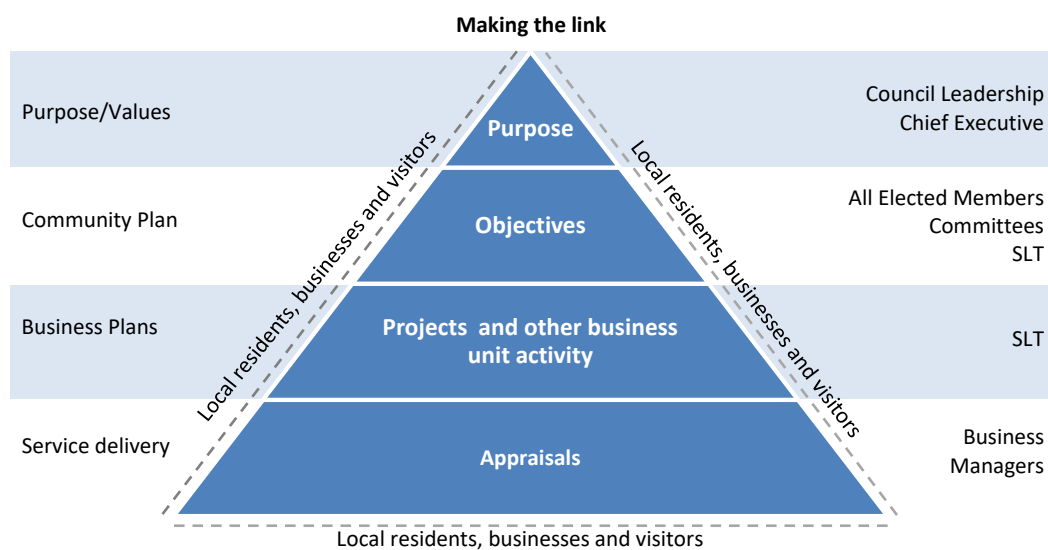 Making the link
Purpose/Values
Purpose
Council Leadership
Chief Executive
Community Plan
Objectives
All Elected Members
Committees
SLT
Business Plans
Projects and other business
unit activity
SLT
Service delivery
Appraisals
Business
Managers
Local residents, businesses and visitors
Local residents, businesses and visitors
Local residents, businesses and visitors